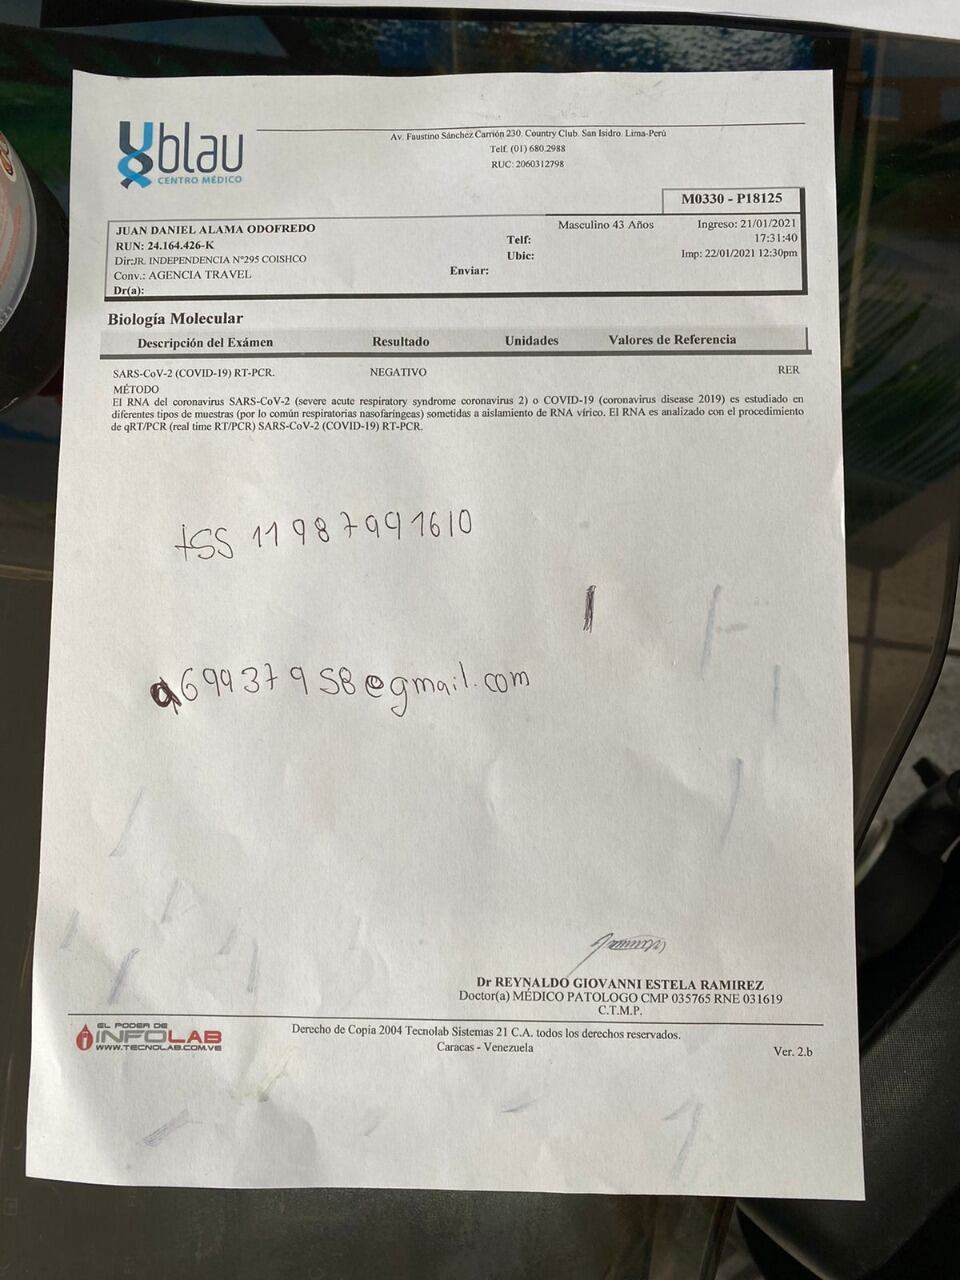 blau
CENTRO MÉDICO
Av. Faustino Sánchez Carrión 230. Country Club. San Isidro. Lima-Perú
Telf. (01) 680.2988
RUC: 2060312798
M0330 - P18125
JUAN DANIEL ALAMA ODOFREDO Masculino 43 Años Ingreso: 21/01/2021
RUN: 24.164.426-K Telf: 17:31:40
Dir:JR. INDEPENDENCIA N°295 COISHCO Ubic: Imp: 22/01/2021 12:30pm
Conv.: AGENCIA TRAVEL Enviar:
Dr(a):
Biología Molecular
Descripción del Exámen Resultado Unidades Valores de Referencia
SARS-CoV-2 (COVID-19) RT-PCR. NEGATIVO RER
MÉTODO
El RNA del coronavirus SARS-CoV-2 (severe acute respiratory syndrome coronavirus 2) o COVID-19 (coronavirus disease 2019) es estudiado en
diferentes tipos de muestras (por lo común respiratorias nasofaríngeas) sometidas a aislamiento de RNA vírico. El RNA es analizado con el procedimiento
de qRT/PCR (real time RT/PCR) SARS-CoV-2 (COVID-19) RT-PCR.
+55 11987991610
a69937958@gmail.com
Dr REYNALDO GIOVANNI ESTELA RAMIREZ
Doctor(a) MÉDICO PATOLOGO CMP 035765 RNE 031619
C.T.M.P.
EL PODER DE
INFOLAB
WWW.TECNOLAB.COM.VE
Derecho de Copia 2004 Tecnolab Sistemas 21 C.A. todos los derechos reservados.
Caracas - Venezuela
Ver. 2.b